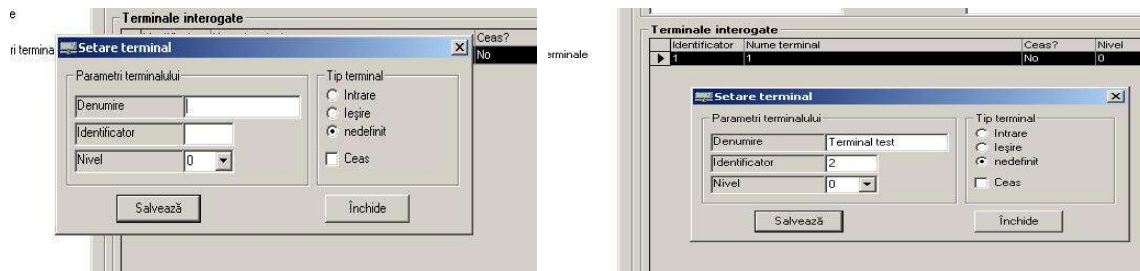 e
Terminale interogate
Ceas?
ri termina
Setare terminal
No
Parametri terminalului
Tip terminal
Denumire
Intrare
Ieşire
Identificator
nedefinit
Nivel
0
Ceas
Salvează
Închide
Terminale interogate
Identificator
Nume terminal
Ceas?
Nivel
erminale
1
1
No
0
Setare terminal
Parametri terminalului
Tip terminal
Denumire
Terminal test
Intrare
Ieşire
Identificator
2
nedefinit
Nivel
0
Ceas
Salvează
Închide